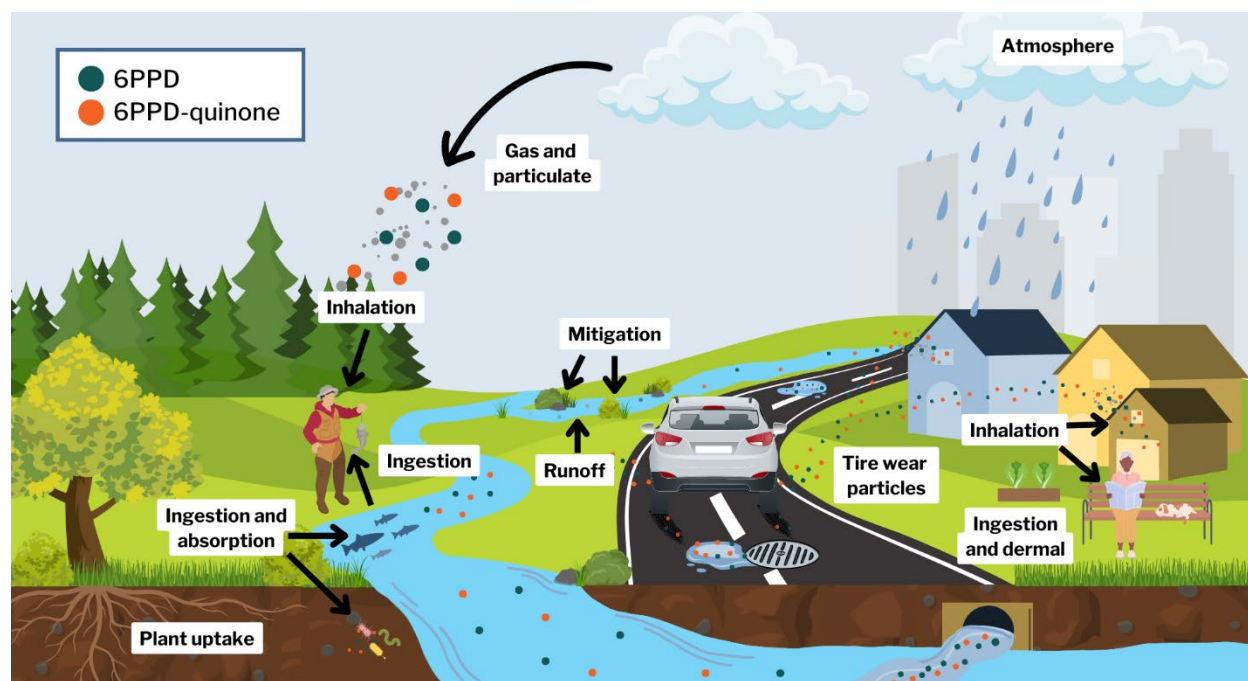 6PPD
6PPD-quinone
Atmosphere
Gas and
particulate
Inhalation
Mitigation
Ingestion
Runoff
Tire wear
particles
Inhalation
Ingestion and
absorption
Ingestion
and dermal
Plant uptake